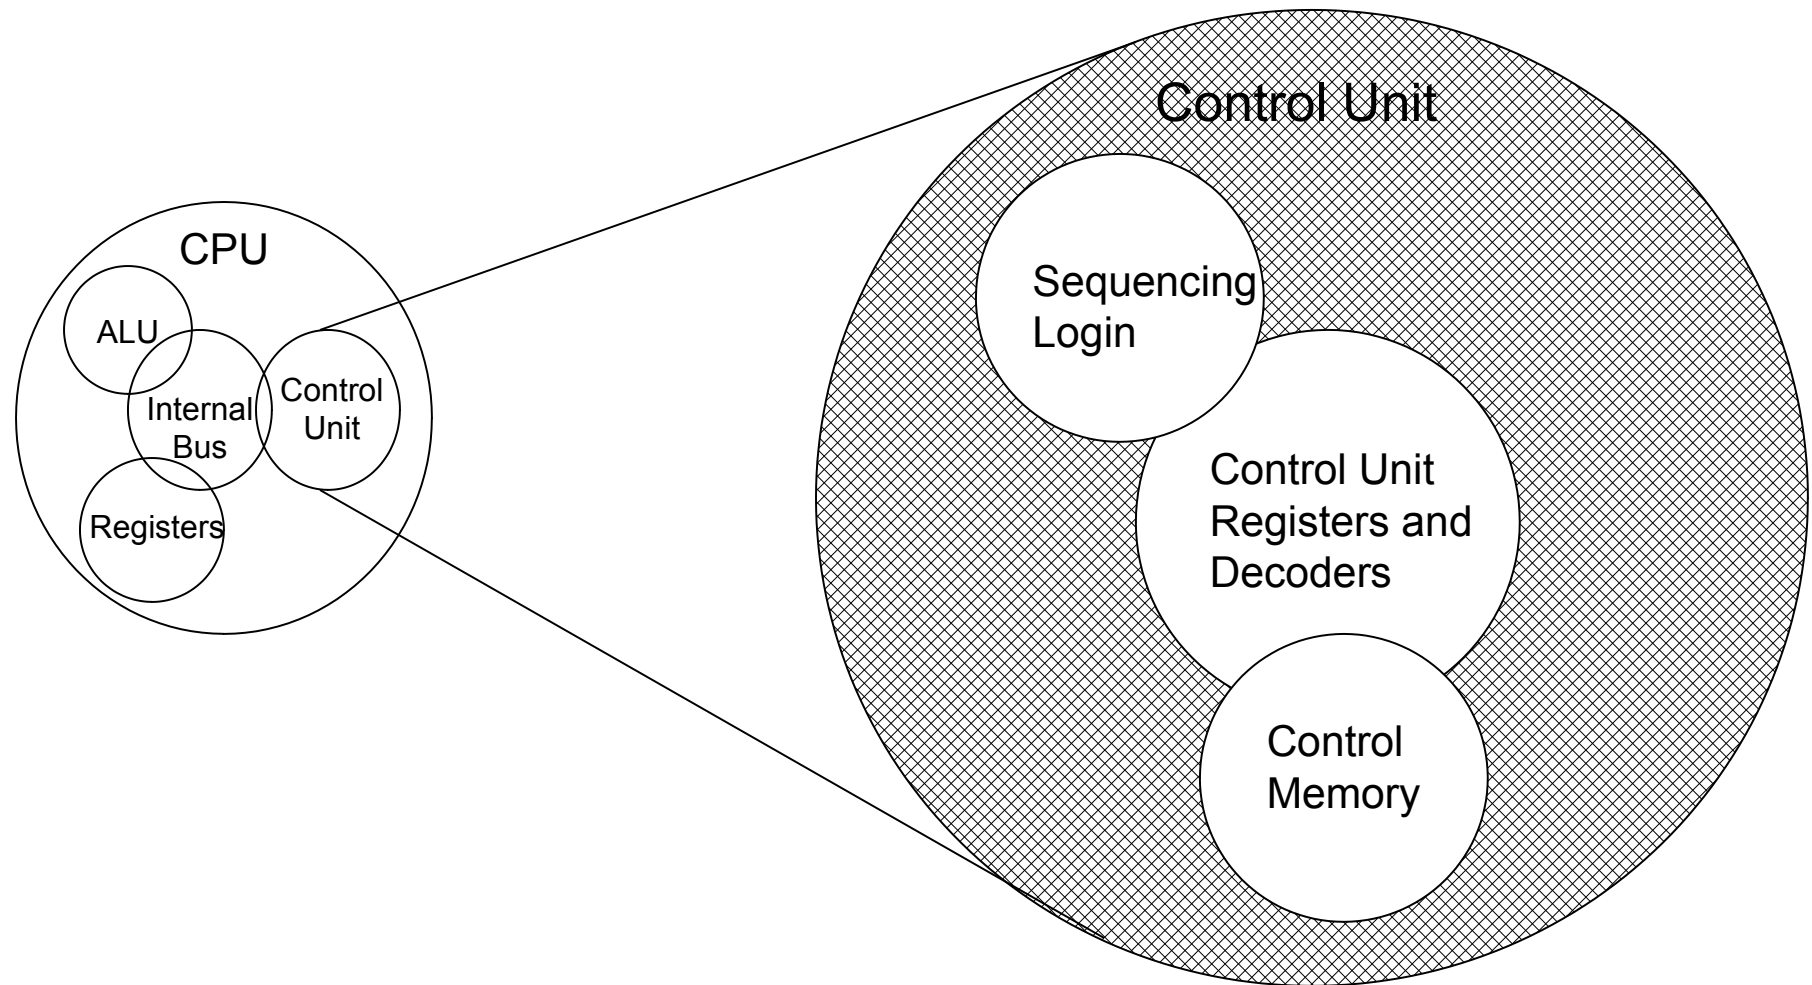 CPU
ALU
Internal
Bus
Control
Unit
Registers
Control Unit
Sequencing
Login
Control Unit
Registers and
Decoders
Control
Memory